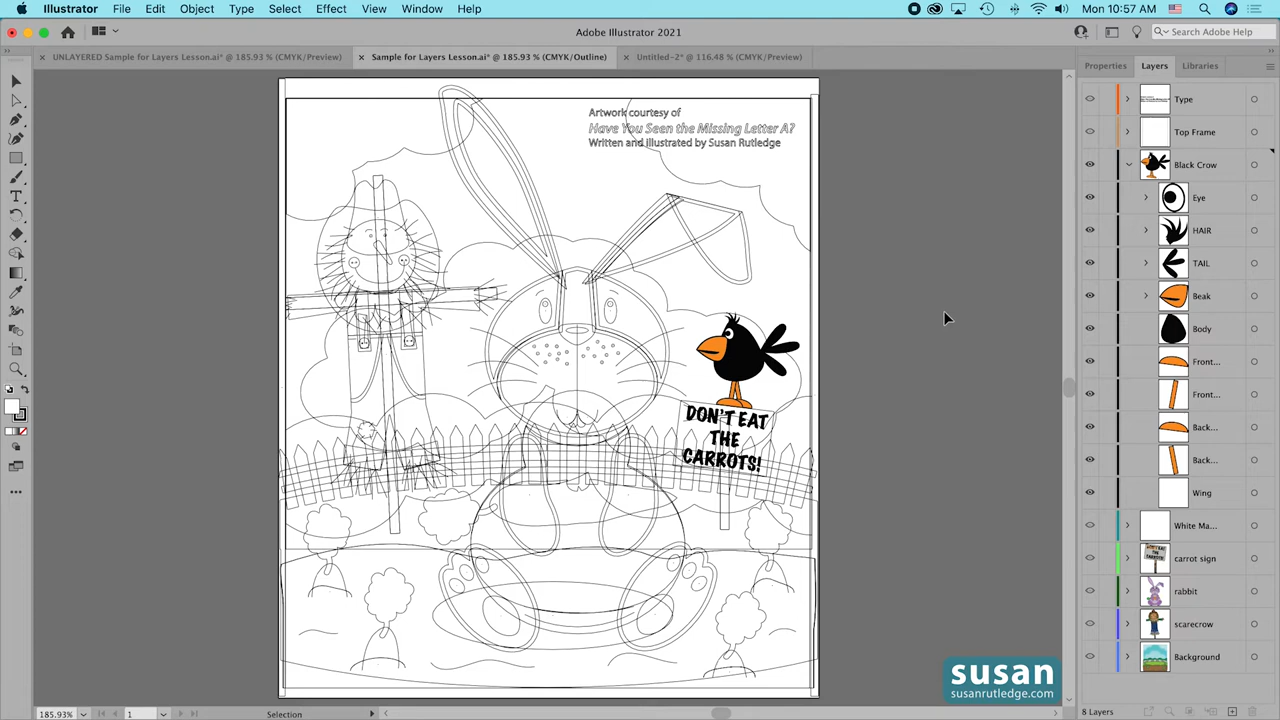 Illustrator File Edit Object Type Select Effect View Window Help
Mon 10:57 AM
Adobe Illustrator 2021
Search Adobe Help
UNLAYERED Sample for Layers Lesson.ai* @ 185.93 % (CMYK/Preview)
Sample for Layers Lesson.ai* @ 185.93 % (CMYK/Outline)
Untitled-2* @ 116.48 % (CMYK/Preview)
Properties Layers Libraries
Artwork courtesy of
Have You Seen the Missing Letter A?
Written and illustrated by Susan Rutledge
DON'T EAT
THE
CARROTS!
Type
Top Frame
Black Crow
Eye
HAIR
TAIL
Beak
Body
Front...
Front...
Back...
Back...
Wing
White Ma...
carrot sign
rabbit
scarecrow
Background
susan
susanrutledge.com
185.93% 1 Selection
8 Layers